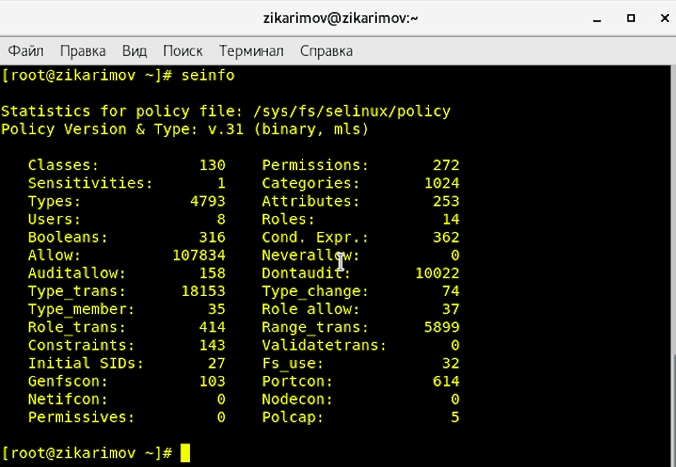 zikarimov@zikarimov:~
Файл Правка Вид Поиск Терминал Справка
[root@zikarimov ~]# seinfo
Statistics for policy file: /sys/fs/selinux/policy
Policy Version & Type: v.31 (binary, mls)
Classes: 130 Permissions: 272
Sensitivities: 1 Categories: 1024
Types: 4793 Attributes: 253
Users: 8 Roles: 14
Booleans: 316 Cond. Expr.: 362
Allow: 107834 Neverallow: 0
Auditallow: 158 Dontaudit: 10022
Type_trans: 18153 Type_change: 74
Type_member: 35 Role allow: 37
Role_trans: 414 Range_trans: 5899
Constraints: 143 Validatetrans: 0
Initial SIDs: 27 Fs_use: 32
Genfscon: 103 Portcon: 614
Netifcon: 0 Nodecon: 0
Permissives: 0 Polcap: 5
[root@zikarimov ~]#